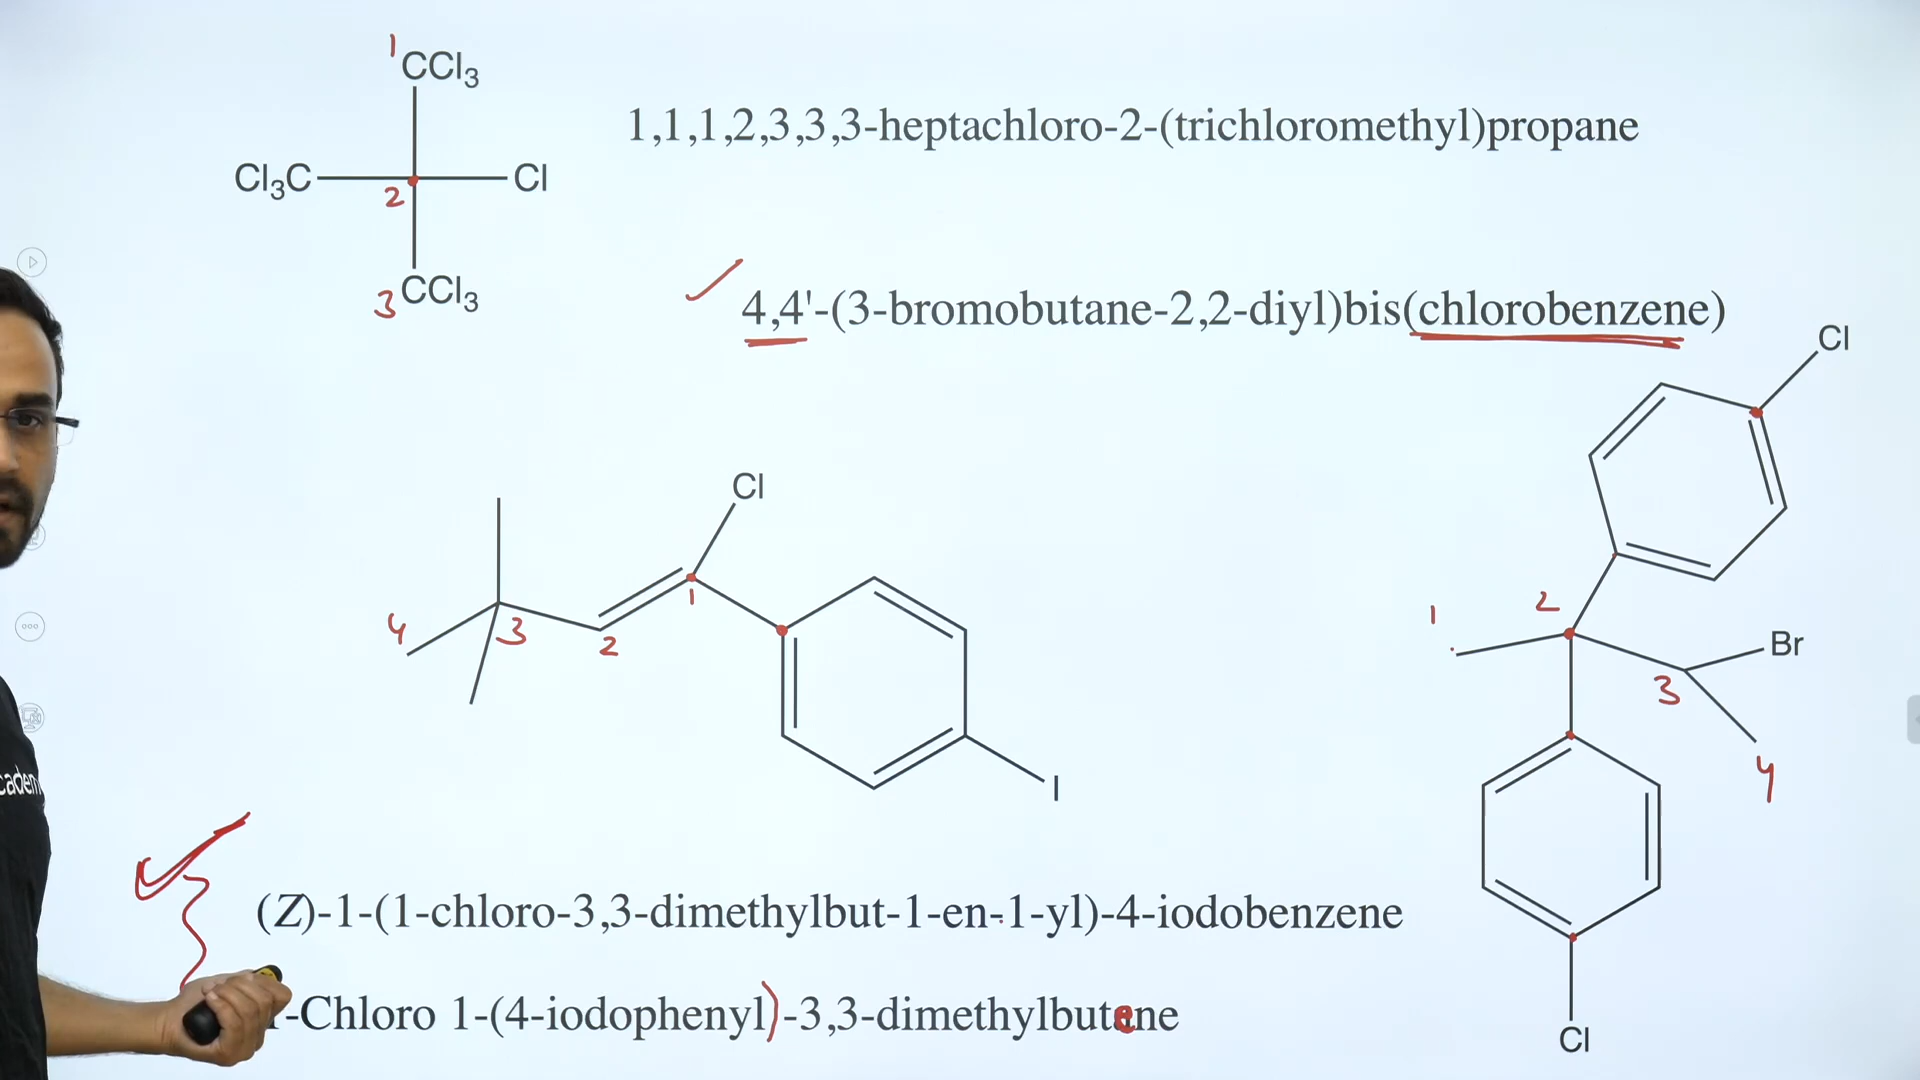 1
CCl3
1,1,1,2,3,3,3-heptachloro-2-(trichloromethyl)propane
Cl3C
Cl
2
3
CCl3
4,4'-(3-bromobutane-2,2-diyl)bis(chlorobenzene)
Cl
Cl
1
2
4
3
2
1
Br
3
4
I
Cl
(Z)-1-(1-chloro-3,3-dimethylbut-1-en-1-yl)-4-iodobenzene
-Chloro 1-(4-iodophenyl)-3,3-dimethylbutene